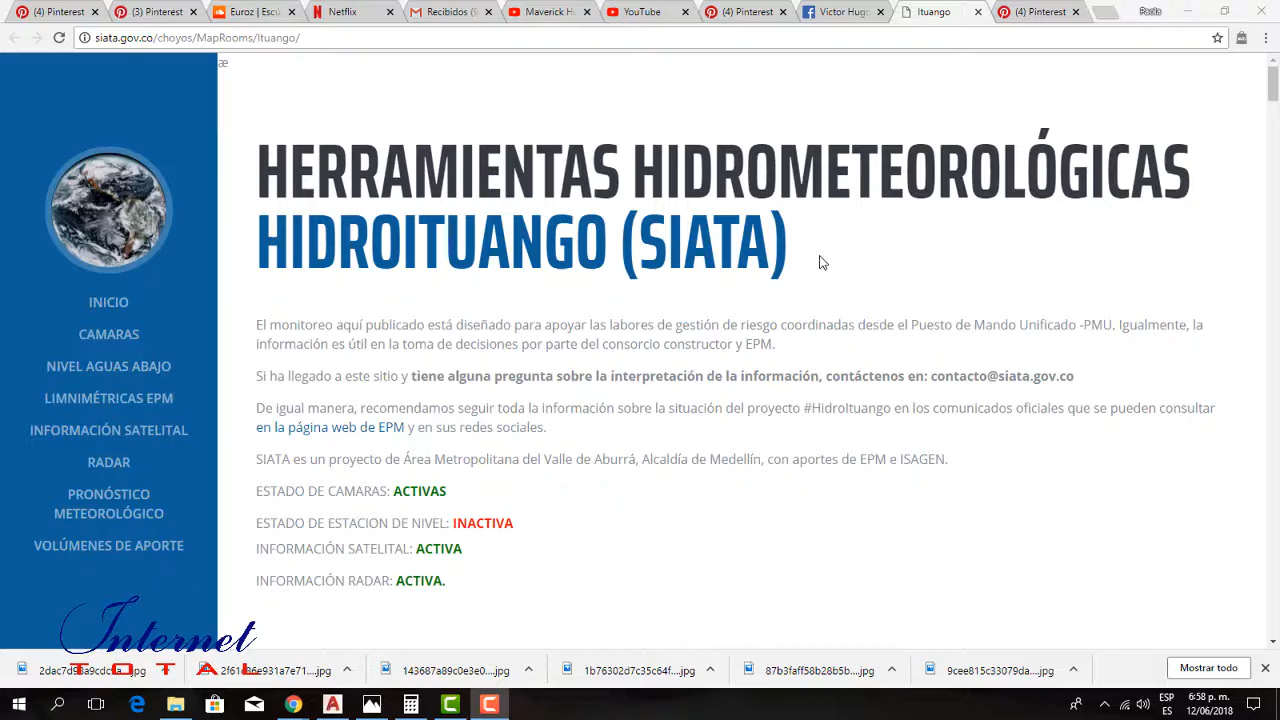 (4) Pinterest
(3) Pinterest
Euroz | Escú
Netflix
Recibidos (9
Maverick H
YouTube
(4) Pinterest
Victor Hugo
Ituango
(4) Pinterest
Paola
siata.gov.co/choyos/MapRooms/Ituango/
æ
HERRAMIENTAS HIDROMETEOROLÓGICAS
HIDROITUANGO (SIATA)
INICIO
CAMARAS
NIVEL AGUAS ABAJO
LIMNIMÉTRICAS EPM
INFORMACIÓN SATELITAL
RADAR
PRONÓSTICO
METEOROLÓGICO
VOLÚMENES DE APORTE
El monitoreo aquí publicado está diseñado para apoyar las labores de gestión de riesgo coordinadas desde el Puesto de Mando Unificado -PMU. Igualmente, la
información es útil en la toma de decisiones por parte del consorcio constructor y EPM.
Si ha llegado a este sitio y tiene alguna pregunta sobre la interpretación de la información, contáctenos en: contacto@siata.gov.co
De igual manera, recomendamos seguir toda la información sobre la situación del proyecto #HidroItuango en los comunicados oficiales que se pueden consultar
en la página web de EPM y en sus redes sociales.
SIATA es un proyecto de Área Metropolitana del Valle de Aburrá, Alcaldía de Medellín, con aportes de EPM e ISAGEN.
ESTADO DE CAMARAS: ACTIVAS
ESTADO DE ESTACION DE NIVEL: INACTIVA
INFORMACIÓN SATELITAL: ACTIVA
INFORMACIÓN RADAR: ACTIVA.
Internet
TOTAL
143687a89c0e3e0....jpg
1b7f6302d7c35c64f....jpg
87b3faff58b28b5b....jpg
9cee815c33079da....jpg
Mostrar todo
ESP
ES
6:58 p. m.
12/06/2018